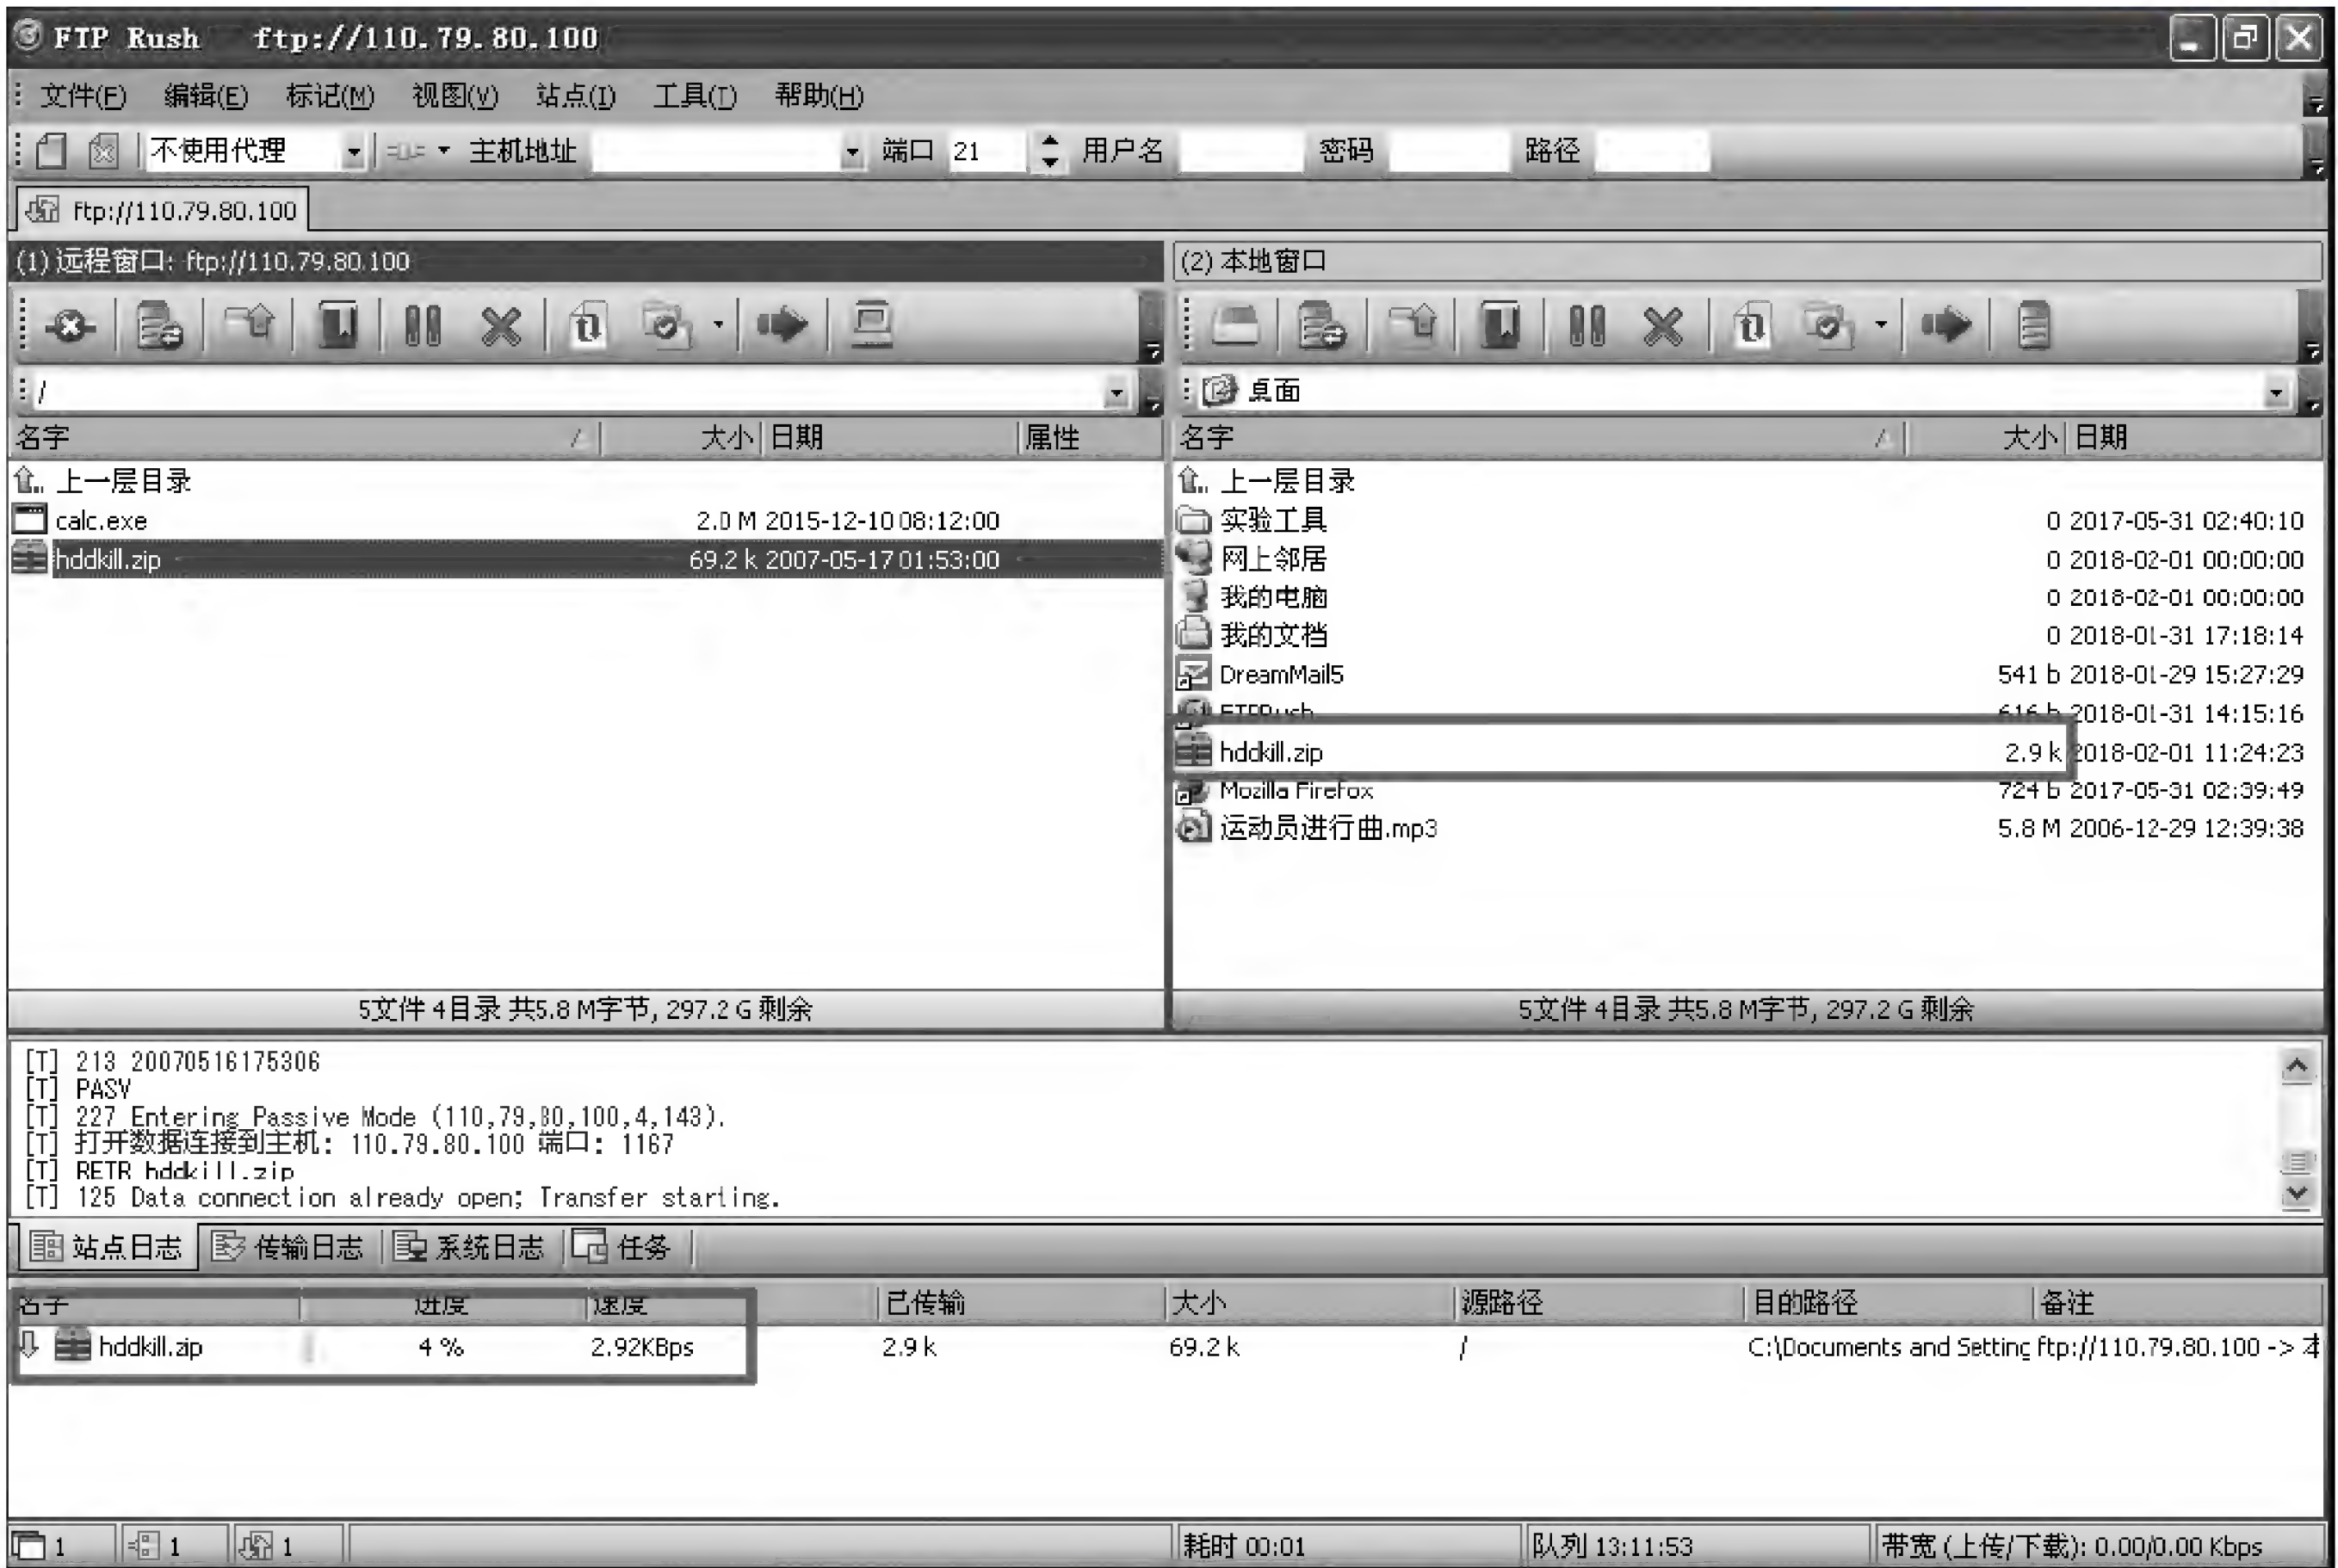 FTP Rush ftp://110.79.80.100
文件(F) 编辑(E) 标记(M) 视图(V) 站点(I) 工具(T) 帮助(H)
不使用代理 主机地址 端口 21 用户名 密码 路径
ftp://110.79.80.100
(1) 远程窗口: ftp://110.79.80.100
/
名字 大小 日期 属性
上一层目录
calc.exe 2.0 M 2015-12-10 08:12:00
hddkill.zip 69.2 k 2007-05-17 01:53:00
5文件 4目录 共5.8 M字节, 297.2 G 剩余
(2) 本地窗口
桌面
名字 大小 日期
上一层目录
实验工具 0 2017-05-31 02:40:10
网上邻居 0 2018-02-01 00:00:00
我的电脑 0 2018-02-01 00:00:00
我的文档 0 2018-01-31 17:18:14
DreamMail5 541 b 2018-01-29 15:27:29
FTPRush 616 b 2018-01-31 14:15:16
hddkill.zip 2.9 k 2018-02-01 11:24:23
Mozilla Firefox 724 b 2017-05-31 02:39:49
运动员进行曲.mp3 5.8 M 2006-12-29 12:39:38
5文件 4目录 共5.8 M字节, 297.2 G 剩余
[T] 213 20070516175306
[T] PASV
[T] 227 Entering Passive Mode (110,79,80,100,4,143).
[T] 打开数据连接到主机: 110.79.80.100 端口: 1167
[T] RETR hddkill.zip
[T] 125 Data connection already open; Transfer starting.
站点日志 传输日志 系统日志 任务
名字 进度 速度 已传输 大小 源路径 目的路径 备注
hddkill.zip 4 % 2.92KBps 2.9 k 69.2 k / C:\Documents and Setting ftp://110.79.80.100 -> 本
1 1 1 耗时 00:01 队列 13:11:53 带宽 (上传/下载): 0.00/0.00 Kbps